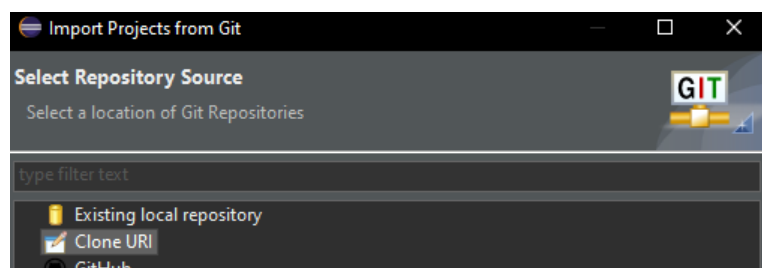 Import Projects from Git
Select Repository Source
Select a location of Git Repositories
GIT
type filter text
Existing local repository
Clone URI
GitHub